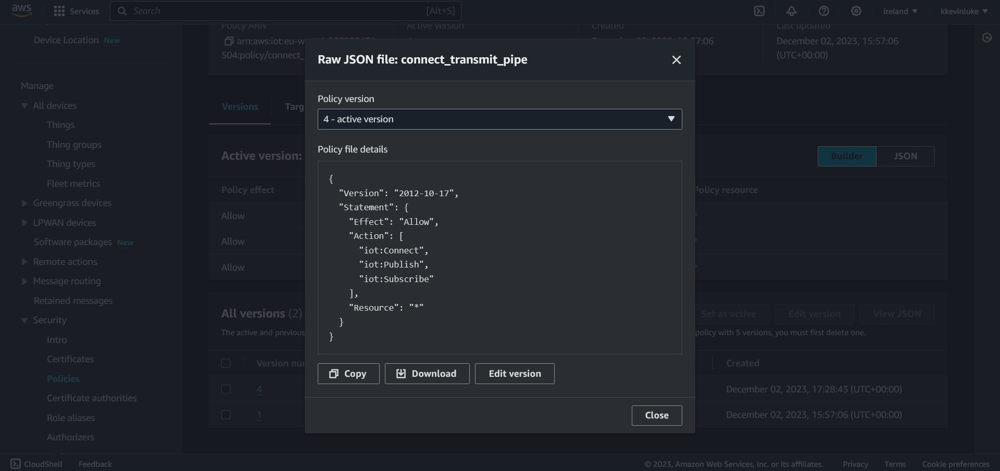 aws
Services
Search
[Alt+S]
Ireland
kkevinluke
Device Location New
Manage
All devices
Things
Thing groups
Thing types
Fleet metrics
Greengrass devices
LPWAN devices
Software packages New
Remote actions
Message routing
Retained messages
Security
Intro
Certificates
Policies
Certificate authorities
Role aliases
Authorizers
Policy ARN
Active version
Created
Last updated
arn:aws:iot:eu-w
504:policy/connect_
7:06
December 02, 2023, 15:57:06
(UTC+00:00)
Versions
Targ
Active version:
Builder
JSON
Policy effect
Policy resource
Allow
*
Allow
*
Allow
*
All versions (2)
Set as active
Edit version
View JSON
The active and previous
policy with 5 versions, you must first delete one.
Version nu
Created
4
December 02, 2023, 17:28:43 (UTC+00:00)
1
December 02, 2023, 15:57:06 (UTC+00:00)
Raw JSON file: connect_transmit_pipe
Policy version
4 - active version
Policy file details
{
"Version": "2012-10-17",
"Statement": {
"Effect": "Allow",
"Action": [
"iot:Connect",
"iot:Publish",
"iot:Subscribe"
],
"Resource": "*"
}
}
Copy
Download
Edit version
Close
CloudShell
Feedback
© 2023, Amazon Web Services, Inc. or its affiliates.
Privacy
Terms
Cookie preferences